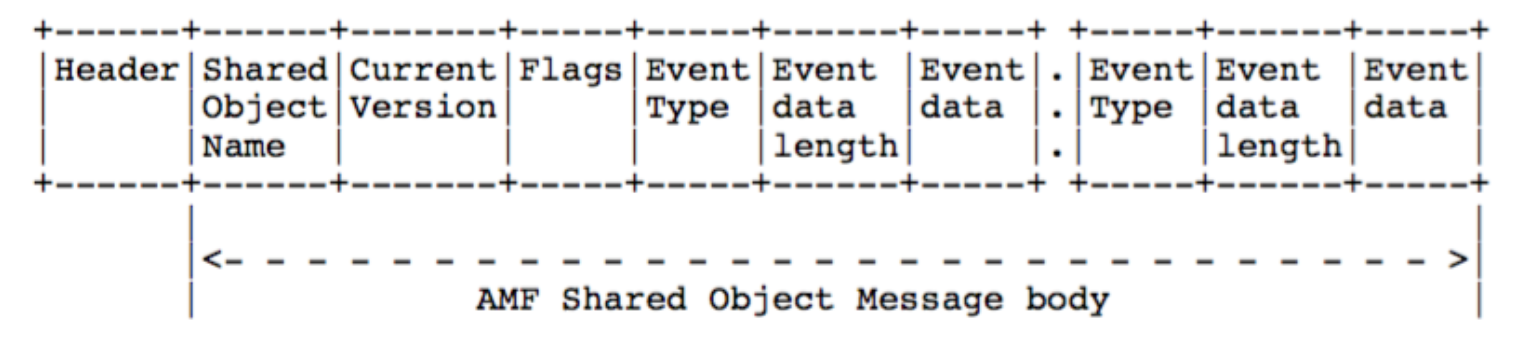 +------+------+-------+-----+-----+------+-----+ +-----+------+-----+
|Header|Shared|Current|Flags|Event|Event |Event|.|Event|Event |Event|
|      |Object|Version|     |Type |data  |data |.|Type |data  |data |
|      |Name  |       |     |     |length|     |.|     |length|     |
+------+------+-------+-----+-----+------+-----+ +-----+------+-----+
       |                                                            |
       |<- - - - - - - - - - - - - - - - - - - - - - - - - - - - - >|
       |             AMF Shared Object Message body                 |